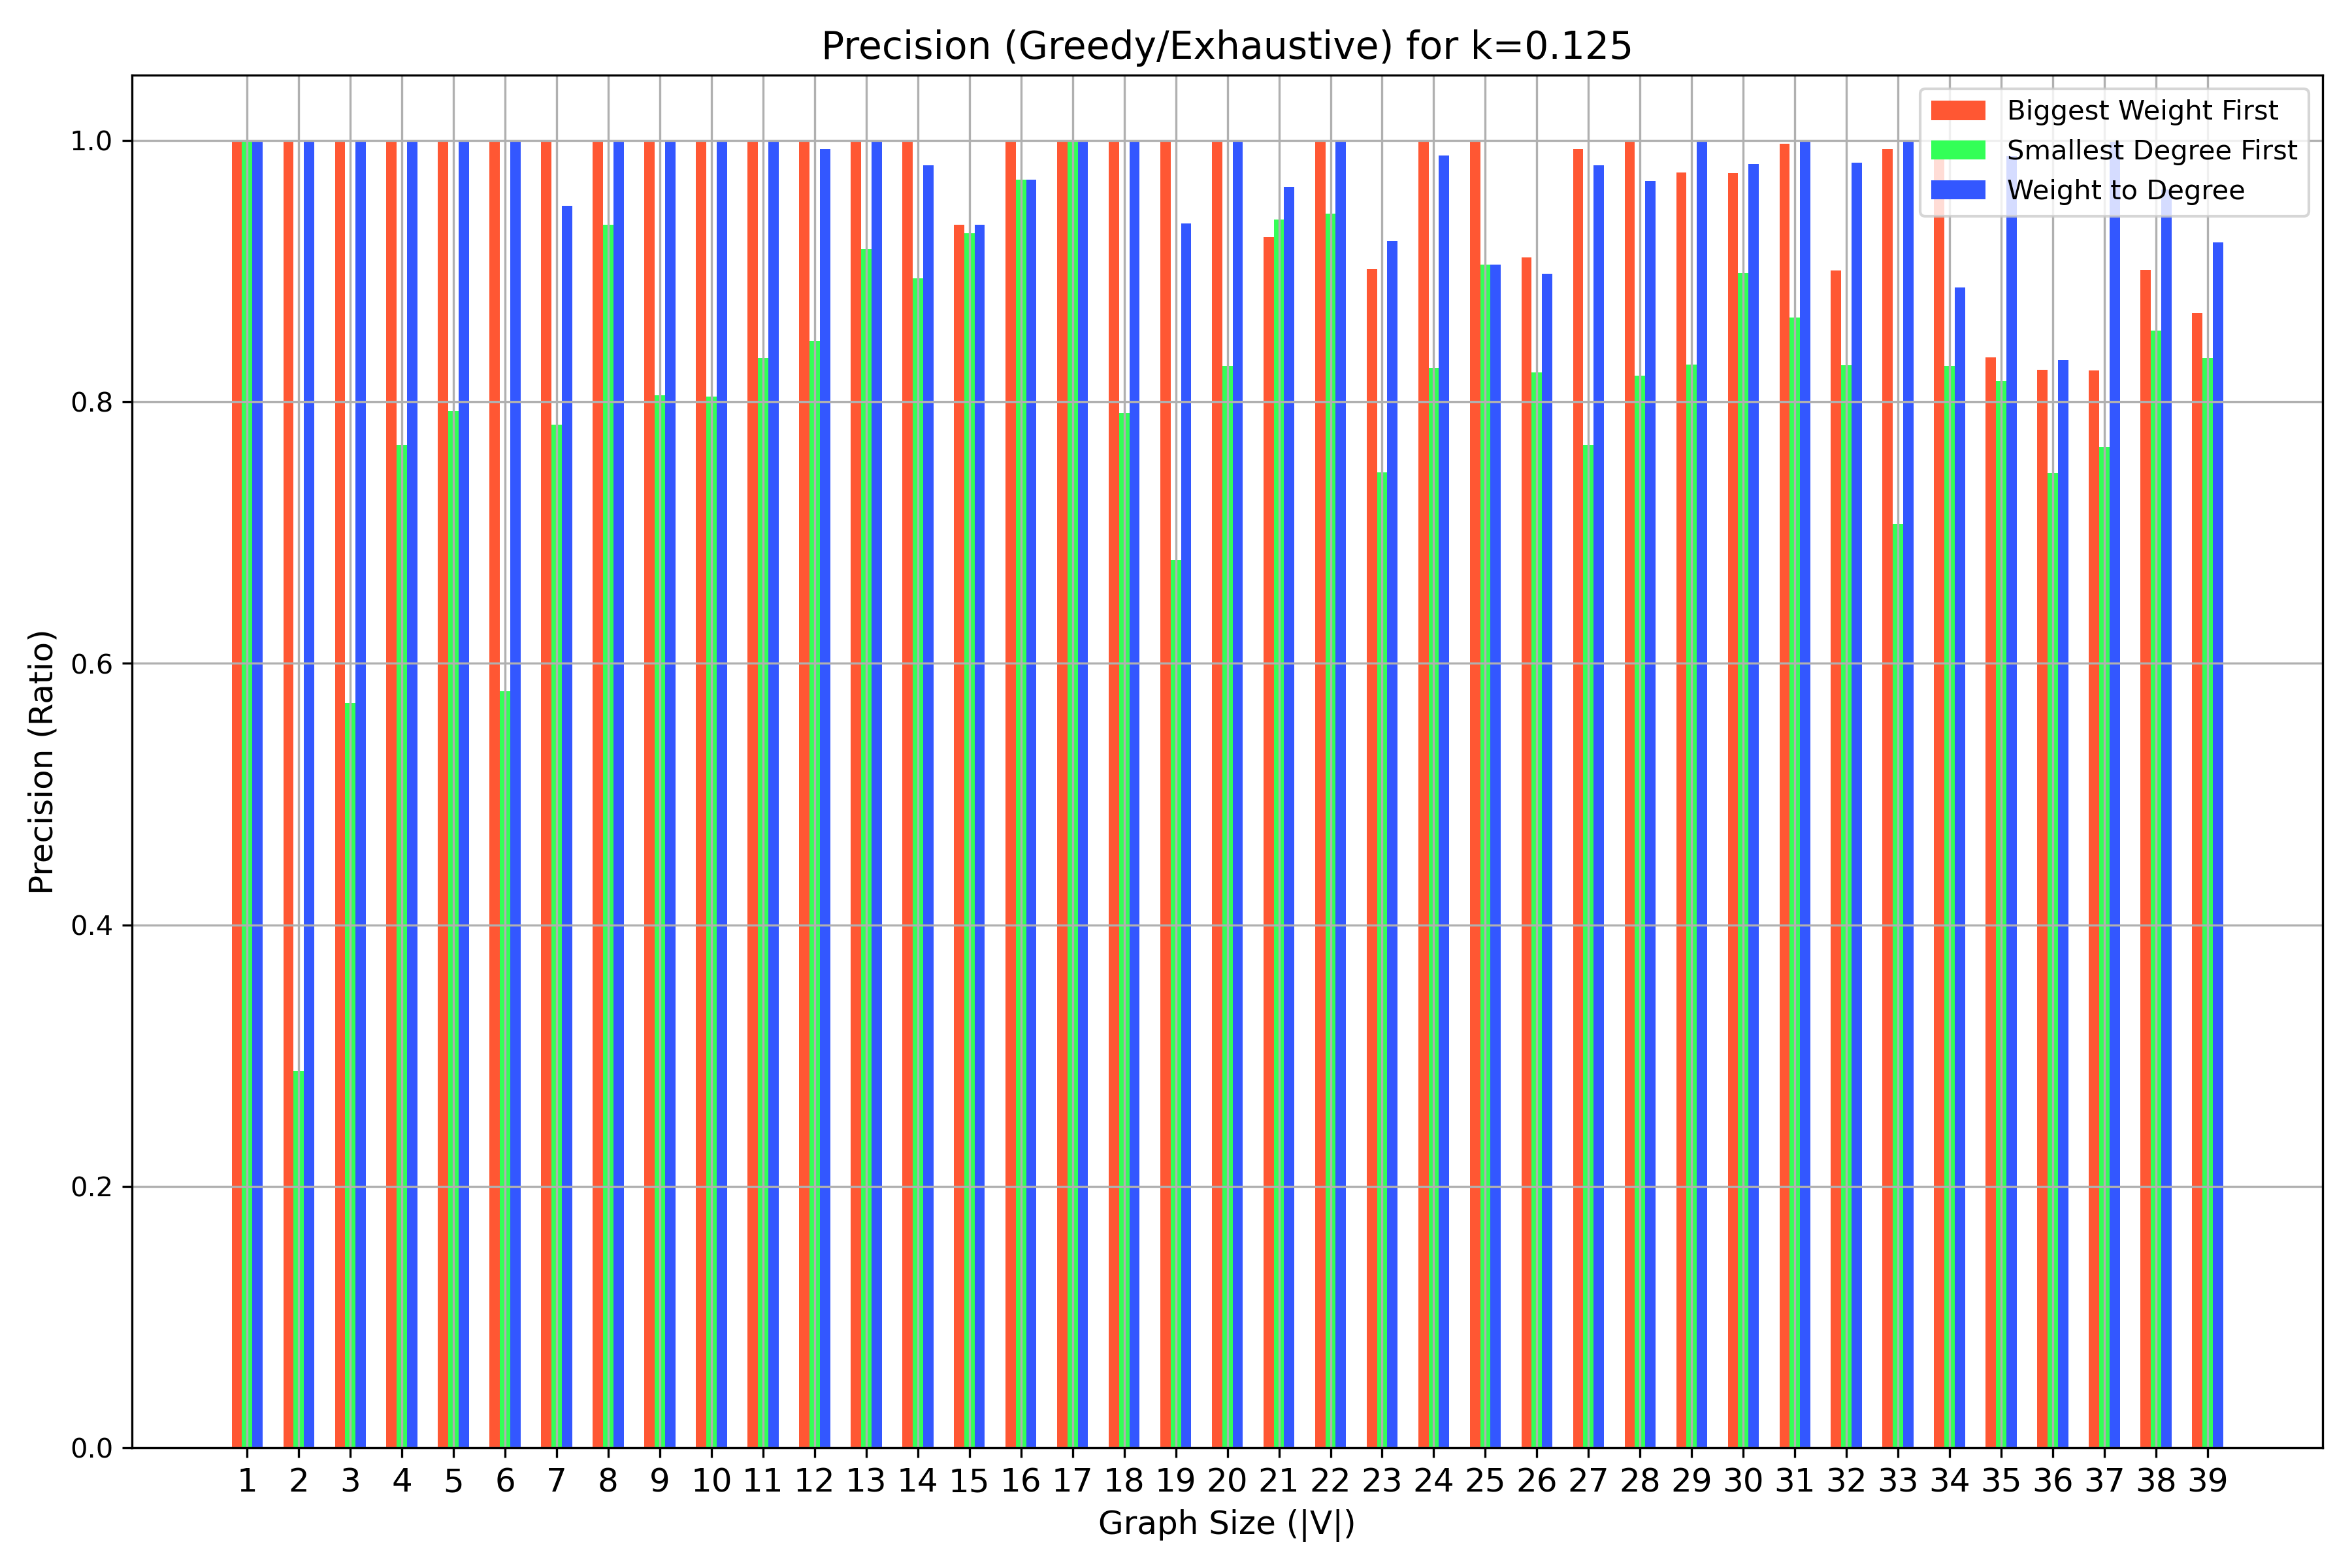 Precision (Greedy/Exhaustive) for k=0.125
Biggest Weight First
Smallest Degree First
Weight to Degree
Precision (Ratio)
1.0
0.8
0.6
0.4
0.2
0.0
1 2 3 4 5 6 7 8 9 10 11 12 13 14 15 16 17 18 19 20 21 22 23 24 25 26 27 28 29 30 31 32 33 34 35 36 37 38 39
Graph Size (|V|)